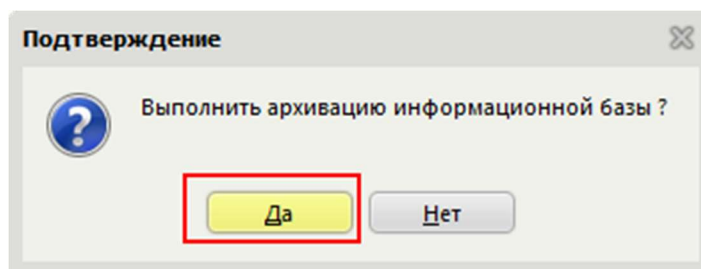 Подтверждение
Выполнить архивацию информационной базы ?
Да Нет